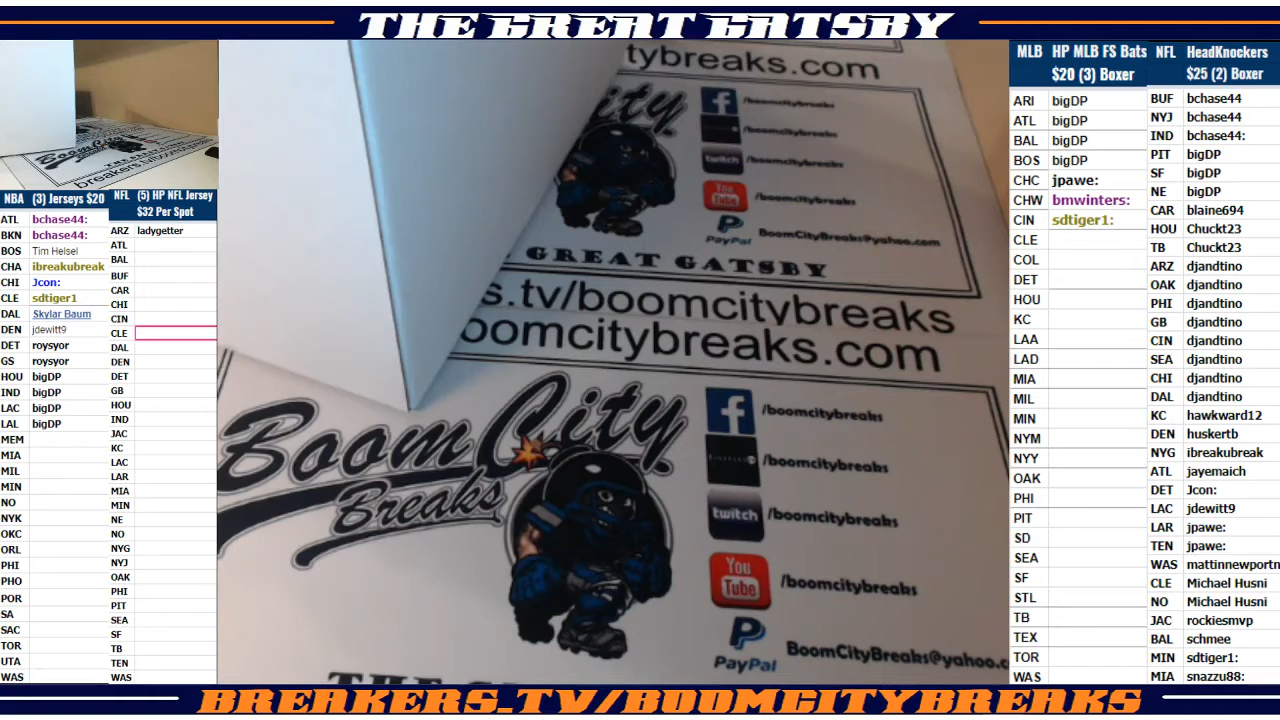 THE GREAT GATSBY
NBA (3) Jerseys $20
ATL bchase44:
BKN bchase44:
BOS Tim Helsel
CHA ibreakubreak
CHI Jcon:
CLE sdtiger1
DAL Skylar Baum
DEN jdewitt9
DET roysyor
GS roysyor
HOU bigDP
IND bigDP
LAC bigDP
LAL bigDP
MEM
MIA
MIL
MIN
NO
NYK
OKC
ORL
PHI
PHO
POR
SA
SAC
TOR
UTA
WAS
NFL (5) HP NFL Jersey
$32 Per Spot
ARZ ladygetter
ATL
BAL
BUF
CAR
CHI
CIN
CLE
DAL
DEN
DET
GB
HOU
IND
JAC
KC
LAC
LAR
MIA
MIN
NE
NO
NYG
NYJ
OAK
PHI
PIT
SEA
SF
TB
TEN
WAS
tybreaks.com
City
/boomcitybreaks
/boomcitybreaks
twitch /boomcitybreaks
You Tube /boomcitybreaks
PayPal BoomCityBreaks@yahoo.com
GREAT GATSBY
s.tv/boomcitybreaks
oomcitybreaks.com
Boom City
Breaks
/boomcitybreaks
/boomcitybreaks
twitch /boomcitybreaks
You Tube /boomcitybreaks
PayPal BoomCityBreaks@yahoo.c
MLB HP MLB FS Bats
$20 (3) Boxer
ARI bigDP
ATL bigDP
BAL bigDP
BOS bigDP
CHC jpawe:
CHW bmwinters:
CIN sdtiger1:
CLE
COL
DET
HOU
KC
LAA
LAD
MIA
MIL
MIN
NYM
NYY
OAK
PHI
PIT
SD
SEA
SF
STL
TB
TEX
TOR
WAS
NFL HeadKnockers
$25 (2) Boxer
BUF bchase44
NYJ bchase44
IND bchase44:
PIT bigDP
SF bigDP
NE bigDP
CAR blaine694
HOU Chuckt23
TB Chuckt23
ARZ djandtino
OAK djandtino
PHI djandtino
GB djandtino
CIN djandtino
SEA djandtino
CHI djandtino
DAL djandtino
KC hawkward12
DEN huskertb
NYG ibreakubreak
ATL jayemaich
DET Jcon:
LAC jdewitt9
LAR jpawe:
TEN jpawe:
WAS mattinnewportn
CLE Michael Husni
NO Michael Husni
JAC rockiesmvp
BAL schmee
MIN sdtiger1:
MIA snazzu88:
BREAKERS.TV/BOOMCITYBREAKS